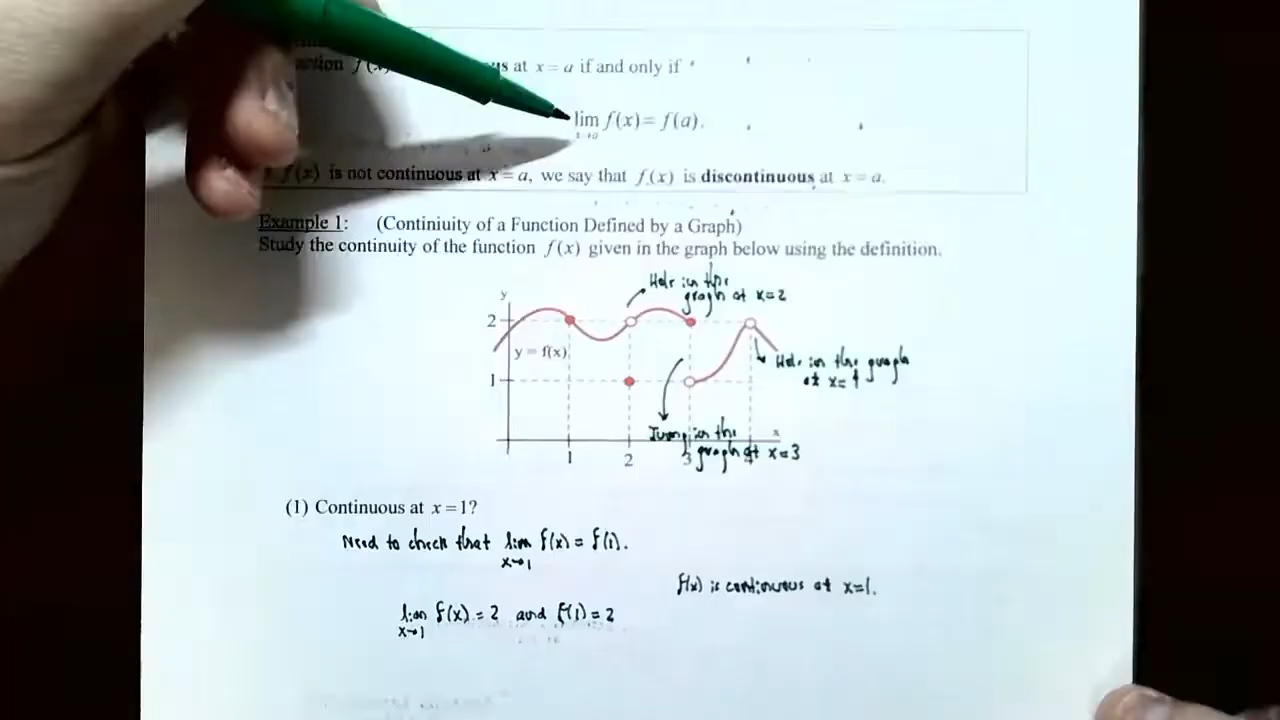 at x = a if and only if
lim f(x) = f(a).
x→a
f(x) is not continuous at x = a, we say that f(x) is discontinuous at x = a.
Example 1: (Continiuity of a Function Defined by a Graph)
Study the continuity of the function f(x) given in the graph below using the definition.
Hole in the
graph at x=2
y
2
y = f(x)
Hole in the graph
at x=4
1
Jump in the
graph at x=3
x
1 2 3 4
(1) Continuous at x = 1?
Need to check that lim f(x) = f(1).
x→1
f(x) is continuous at x=1.
lim f(x) = 2 and f(1) = 2
x→1